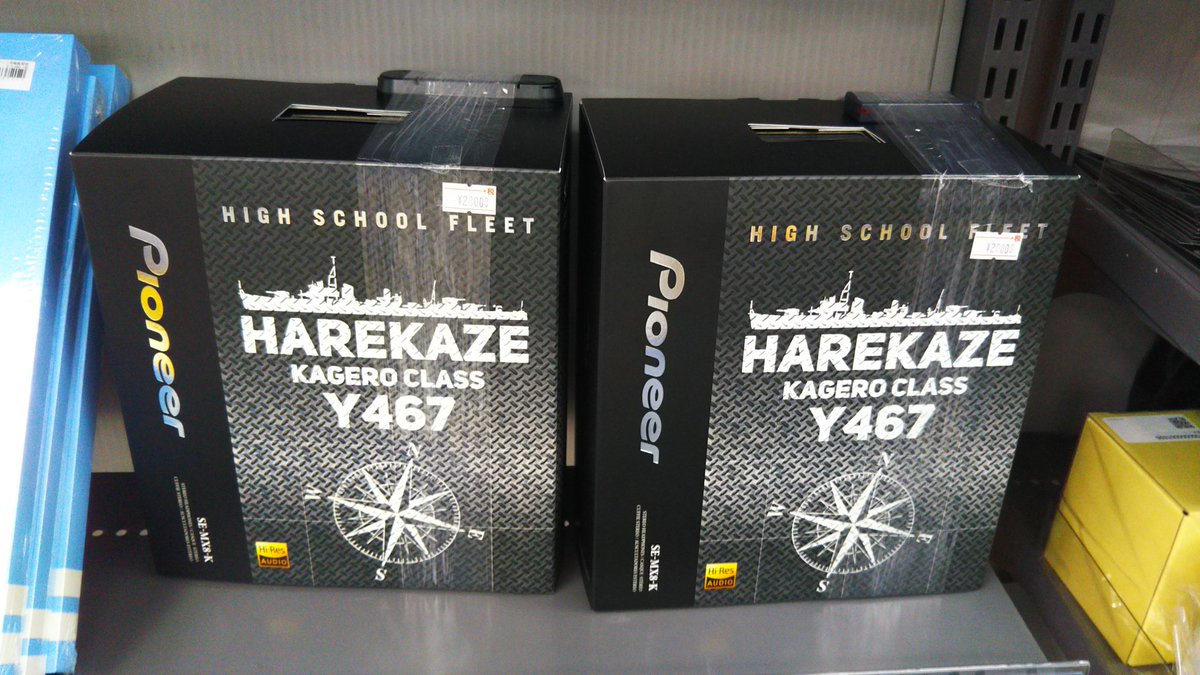 ¥20000
HIGH SCHOOL FLEET
HAREKAZE
KAGERO CLASS
Y467
N
W
E
S
Pioneer
SE-MX8-K
Hi-Res
AUDIO
HIGH SCHOOL FLEET
HAREKAZE
KAGERO CLASS
Y467
N
W
E
S
Pioneer
SE-MX8-K
Hi-Res
AUDIO